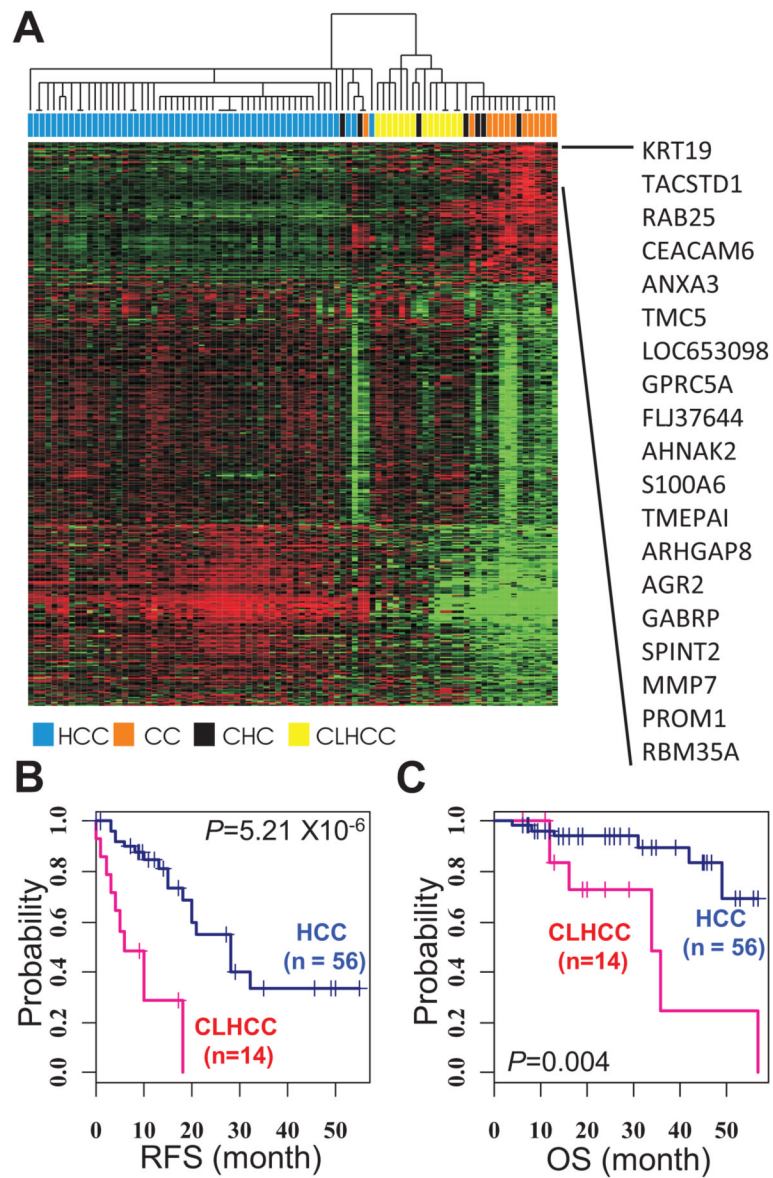 A
KRT19
TACSTD1
RAB25
CEACAM6
ANXA3
TMC5
LOC653098
GPRC5A
FLJ37644
AHNAK2
S100A6
TMEPAI
ARHGAP8
AGR2
GABRP
SPINT2
MMP7
PROM1
RBM35A
HCC CC CHC CLHCC
B
P=5.21 X10-6
Probability
1.0
0.8
0.6
0.4
0.2
0.0
HCC
(n = 56)
CLHCC
(n=14)
0 10 20 30 40 50
RFS (month)
C
Probability
1.0
0.8
0.6
0.4
0.2
0.0
CLHCC
(n=14)
HCC
(n = 56)
P=0.004
0 10 20 30 40 50
OS (month)